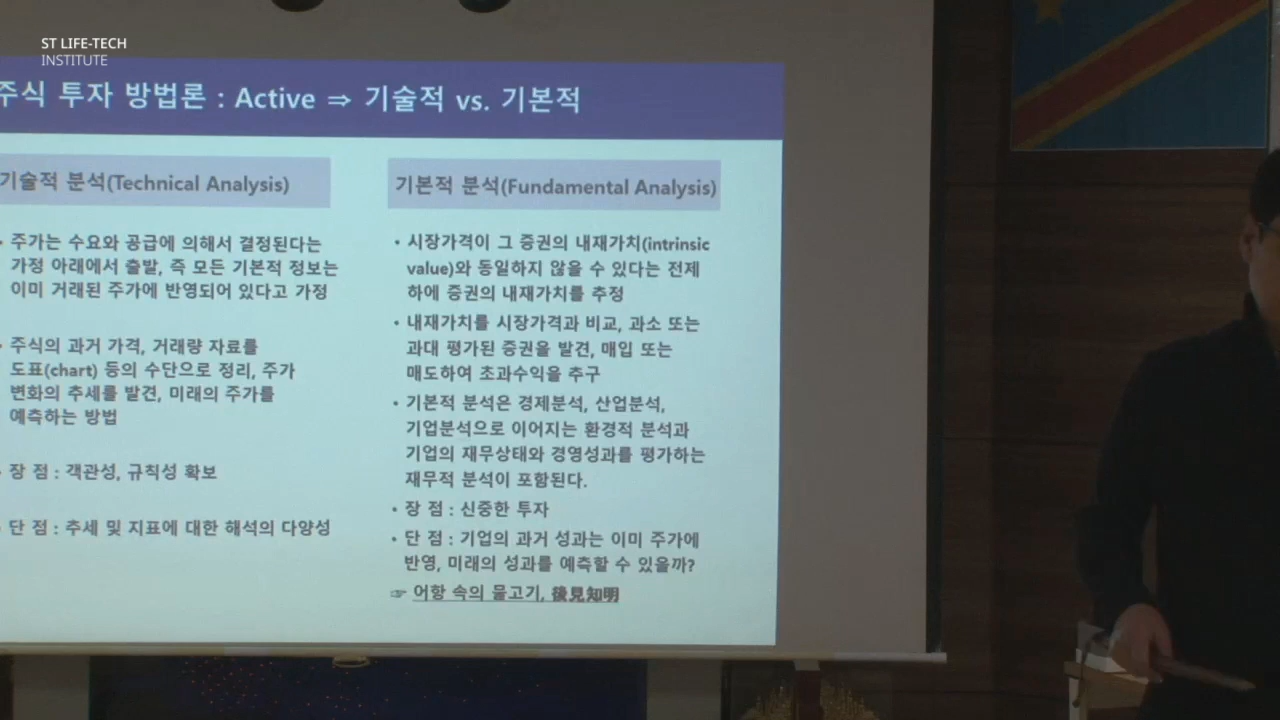 ST LIFE-TECH
INSTITUTE
주식 투자 방법론 : Active ⇒ 기술적 vs. 기본적
기술적 분석(Technical Analysis)
• 주가는 수요와 공급에 의해서 결정된다는
가정 아래에서 출발, 즉 모든 기본적 정보는
이미 거래된 주가에 반영되어 있다고 가정
• 주식의 과거 가격, 거래량 자료를
도표(chart) 등의 수단으로 정리, 주가
변화의 추세를 발견, 미래의 주가를
예측하는 방법
• 장 점 : 객관성, 규칙성 확보
• 단 점 : 추세 및 지표에 대한 해석의 다양성
기본적 분석(Fundamental Analysis)
• 시장가격이 그 증권의 내재가치(intrinsic
value)와 동일하지 않을 수 있다는 전제
하에 증권의 내재가치를 추정
• 내재가치를 시장가격과 비교, 과소 또는
과대 평가된 증권을 발견, 매입 또는
매도하여 초과수익을 추구
• 기본적 분석은 경제분석, 산업분석,
기업분석으로 이어지는 환경적 분석과
기업의 재무상태와 경영성과를 평가하는
재무적 분석이 포함된다.
• 장 점 : 신중한 투자
• 단 점 : 기업의 과거 성과는 이미 주가에
반영, 미래의 성과를 예측할 수 있을까?
☞ 어항 속의 물고기, 後見知明